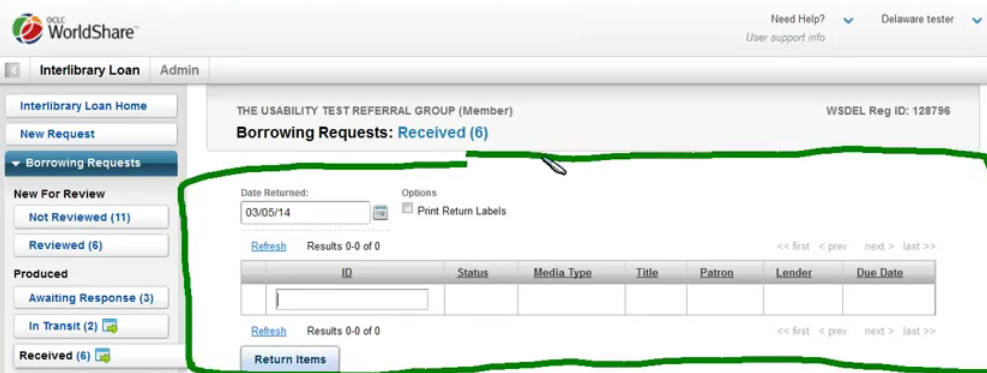 OCLC
WorldShare™
Need Help?
Delaware tester
User support info
Interlibrary Loan Admin
Interlibrary Loan Home
New Request
Borrowing Requests
New For Review
Not Reviewed (11)
Reviewed (6)
Produced
Awaiting Response (3)
In Transit (2)
Received (6)
THE USABILITY TEST REFERRAL GROUP (Member)
WSDEL Reg ID: 128796
Borrowing Requests: Received (6)
Date Returned:
Options
03/05/14
Print Return Labels
Refresh Results 0-0 of 0
<< first < prev next > last >>
ID Status Media Type Title Patron Lender Due Date
Refresh Results 0-0 of 0
<< first < prev next > last >>
Return Items